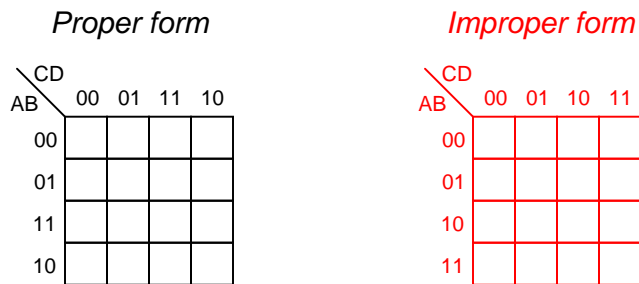 Proper form
CD
AB 00 01 11 10
00
01
11
10
Improper form
CD
AB 00 01 10 11
00
01
10
11